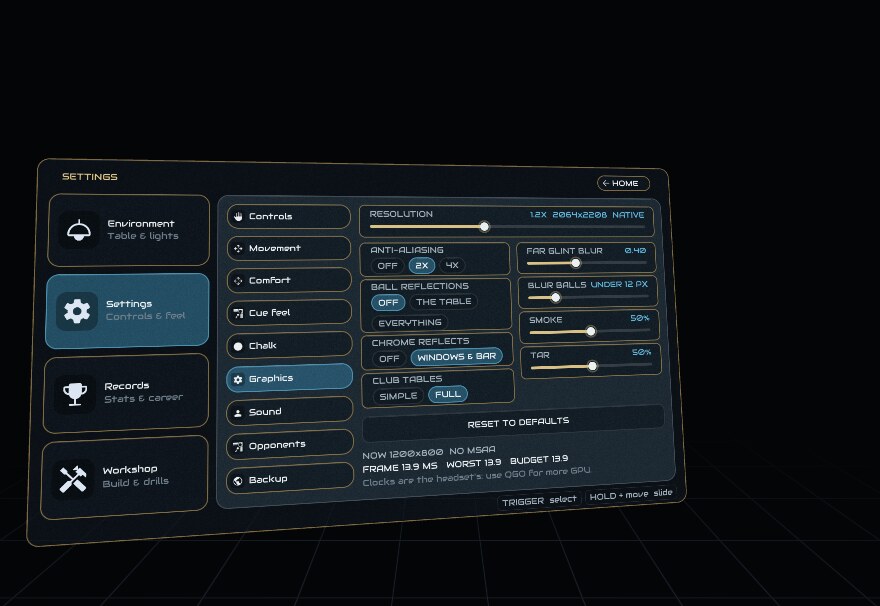 SETTINGS
← HOME
Environment
Table & lights
Settings
Controls & feel
Records
Stats & career
Workshop
Build & drills
Controls
Movement
Comfort
Cue feel
Chalk
Graphics
Sound
Opponents
Backup
RESOLUTION 1.2X 2064x2208 NATIVE
ANTI-ALIASING
OFF 2X 4X
BALL REFLECTIONS
OFF THE TABLE
EVERYTHING
CHROME REFLECTS
OFF WINDOWS & BAR
CLUB TABLES
SIMPLE FULL
FAR GLINT BLUR 0.40
BLUR BALLS UNDER 12 PX
SMOKE 50%
TAR 50%
RESET TO DEFAULTS
NOW 1200x800 NO MSAA
FRAME 13.9 MS WORST 13.9 BUDGET 13.9
Clocks are the headset's: use QGO for more GPU.
TRIGGER select HOLD + move slide